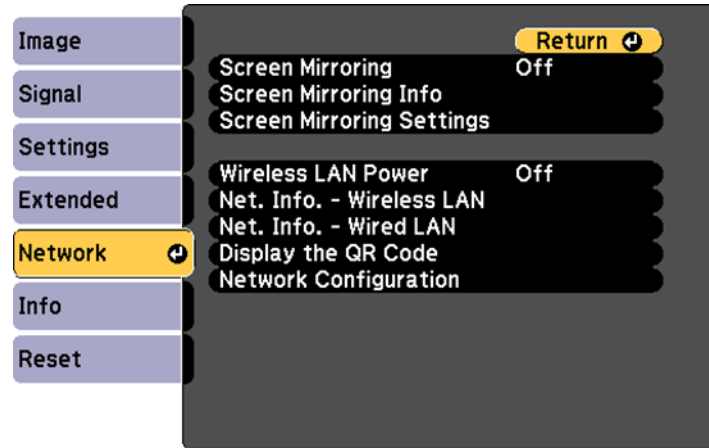 Image
Signal
Settings
Extended
Network
Info
Reset
Return
Screen Mirroring Off
Screen Mirroring Info
Screen Mirroring Settings
Wireless LAN Power Off
Net. Info. - Wireless LAN
Net. Info. - Wired LAN
Display the QR Code
Network Configuration